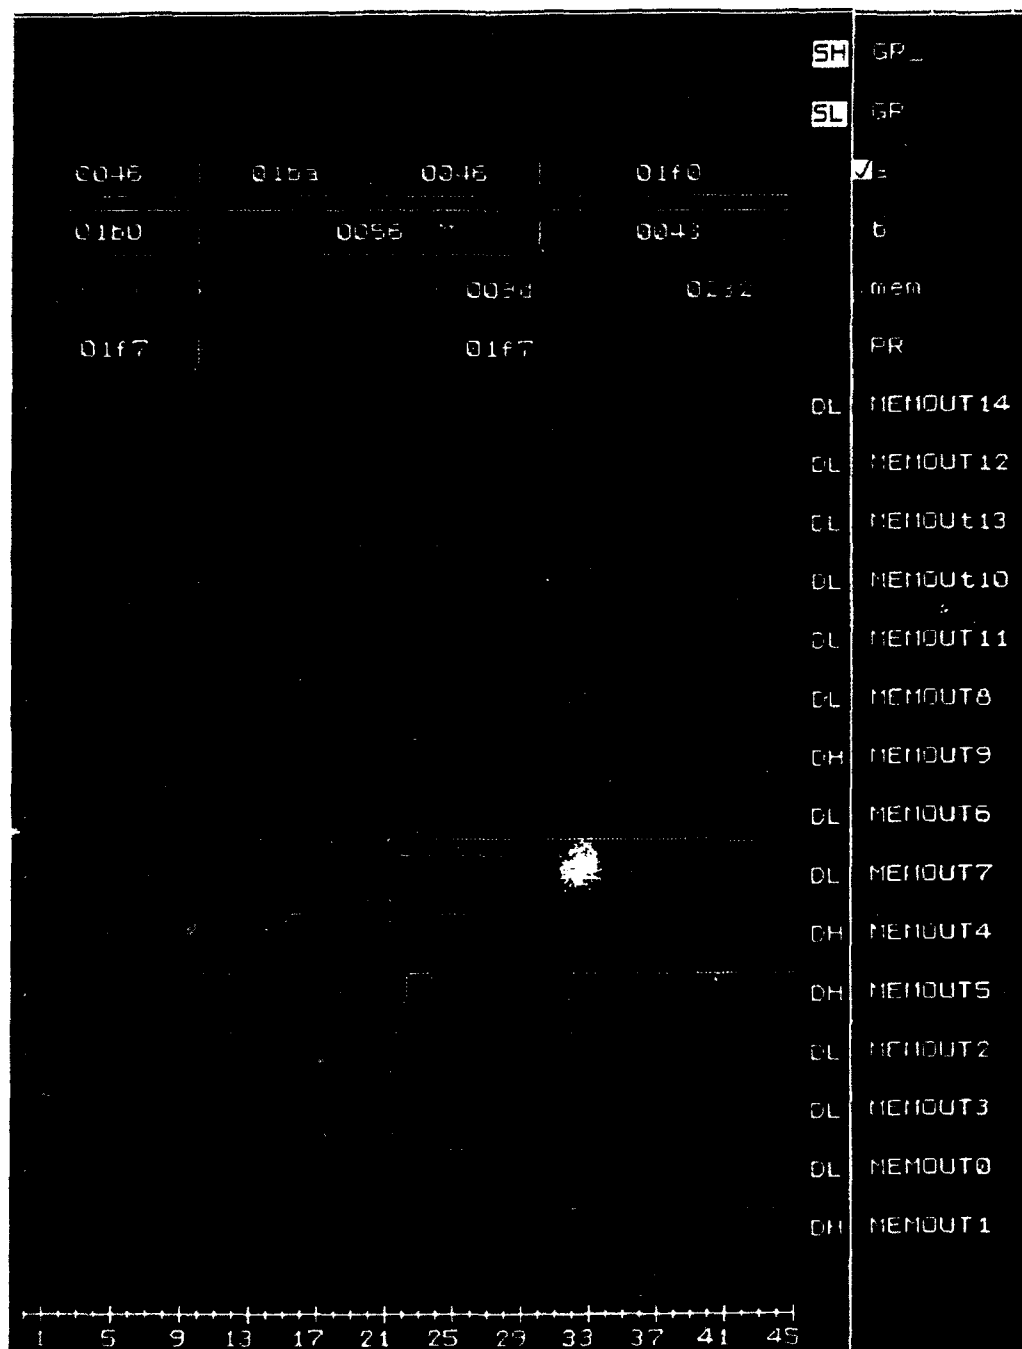 SH GR_
SL GR
0046 01ba 0046 01f0
01b0 0056 0043 b
mem
01f7 01f7 PR
DL MEMOUT14
DL MEMOUT12
DL MEMOUt13
DL MEMOUt10
DL MEMOUT11
DL MEMOUT8
DH MEMOUT9
DL MEMOUT6
DL MEMOUT7
DH MEMOUT4
DH MEMOUT5
DL MEMOUT2
DL MEMOUT3
DL MEMOUT0
DH MEMOUT1
1 5 9 13 17 21 25 29 33 37 41 45